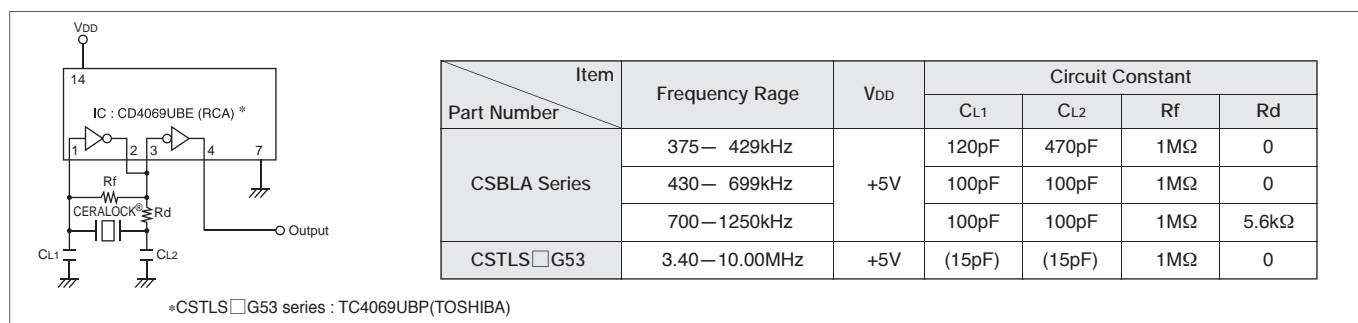 VDD
14
IC : CD4069UBE (RCA) *
1 2 3 4 7
Rf
CERALOCK® Rd
Output
CL1 CL2
*CSTLS□G53 series : TC4069UBP(TOSHIBA)
Item
Part Number
Frequency Rage
VDD
Circuit Constant
CL1 CL2 Rf Rd
CSBLA Series
375— 429kHz
+5V
120pF 470pF 1MΩ 0
430— 699kHz 100pF 100pF 1MΩ 0
700—1250kHz 100pF 100pF 1MΩ 5.6kΩ
CSTLS□G53 3.40—10.00MHz +5V (15pF) (15pF) 1MΩ 0